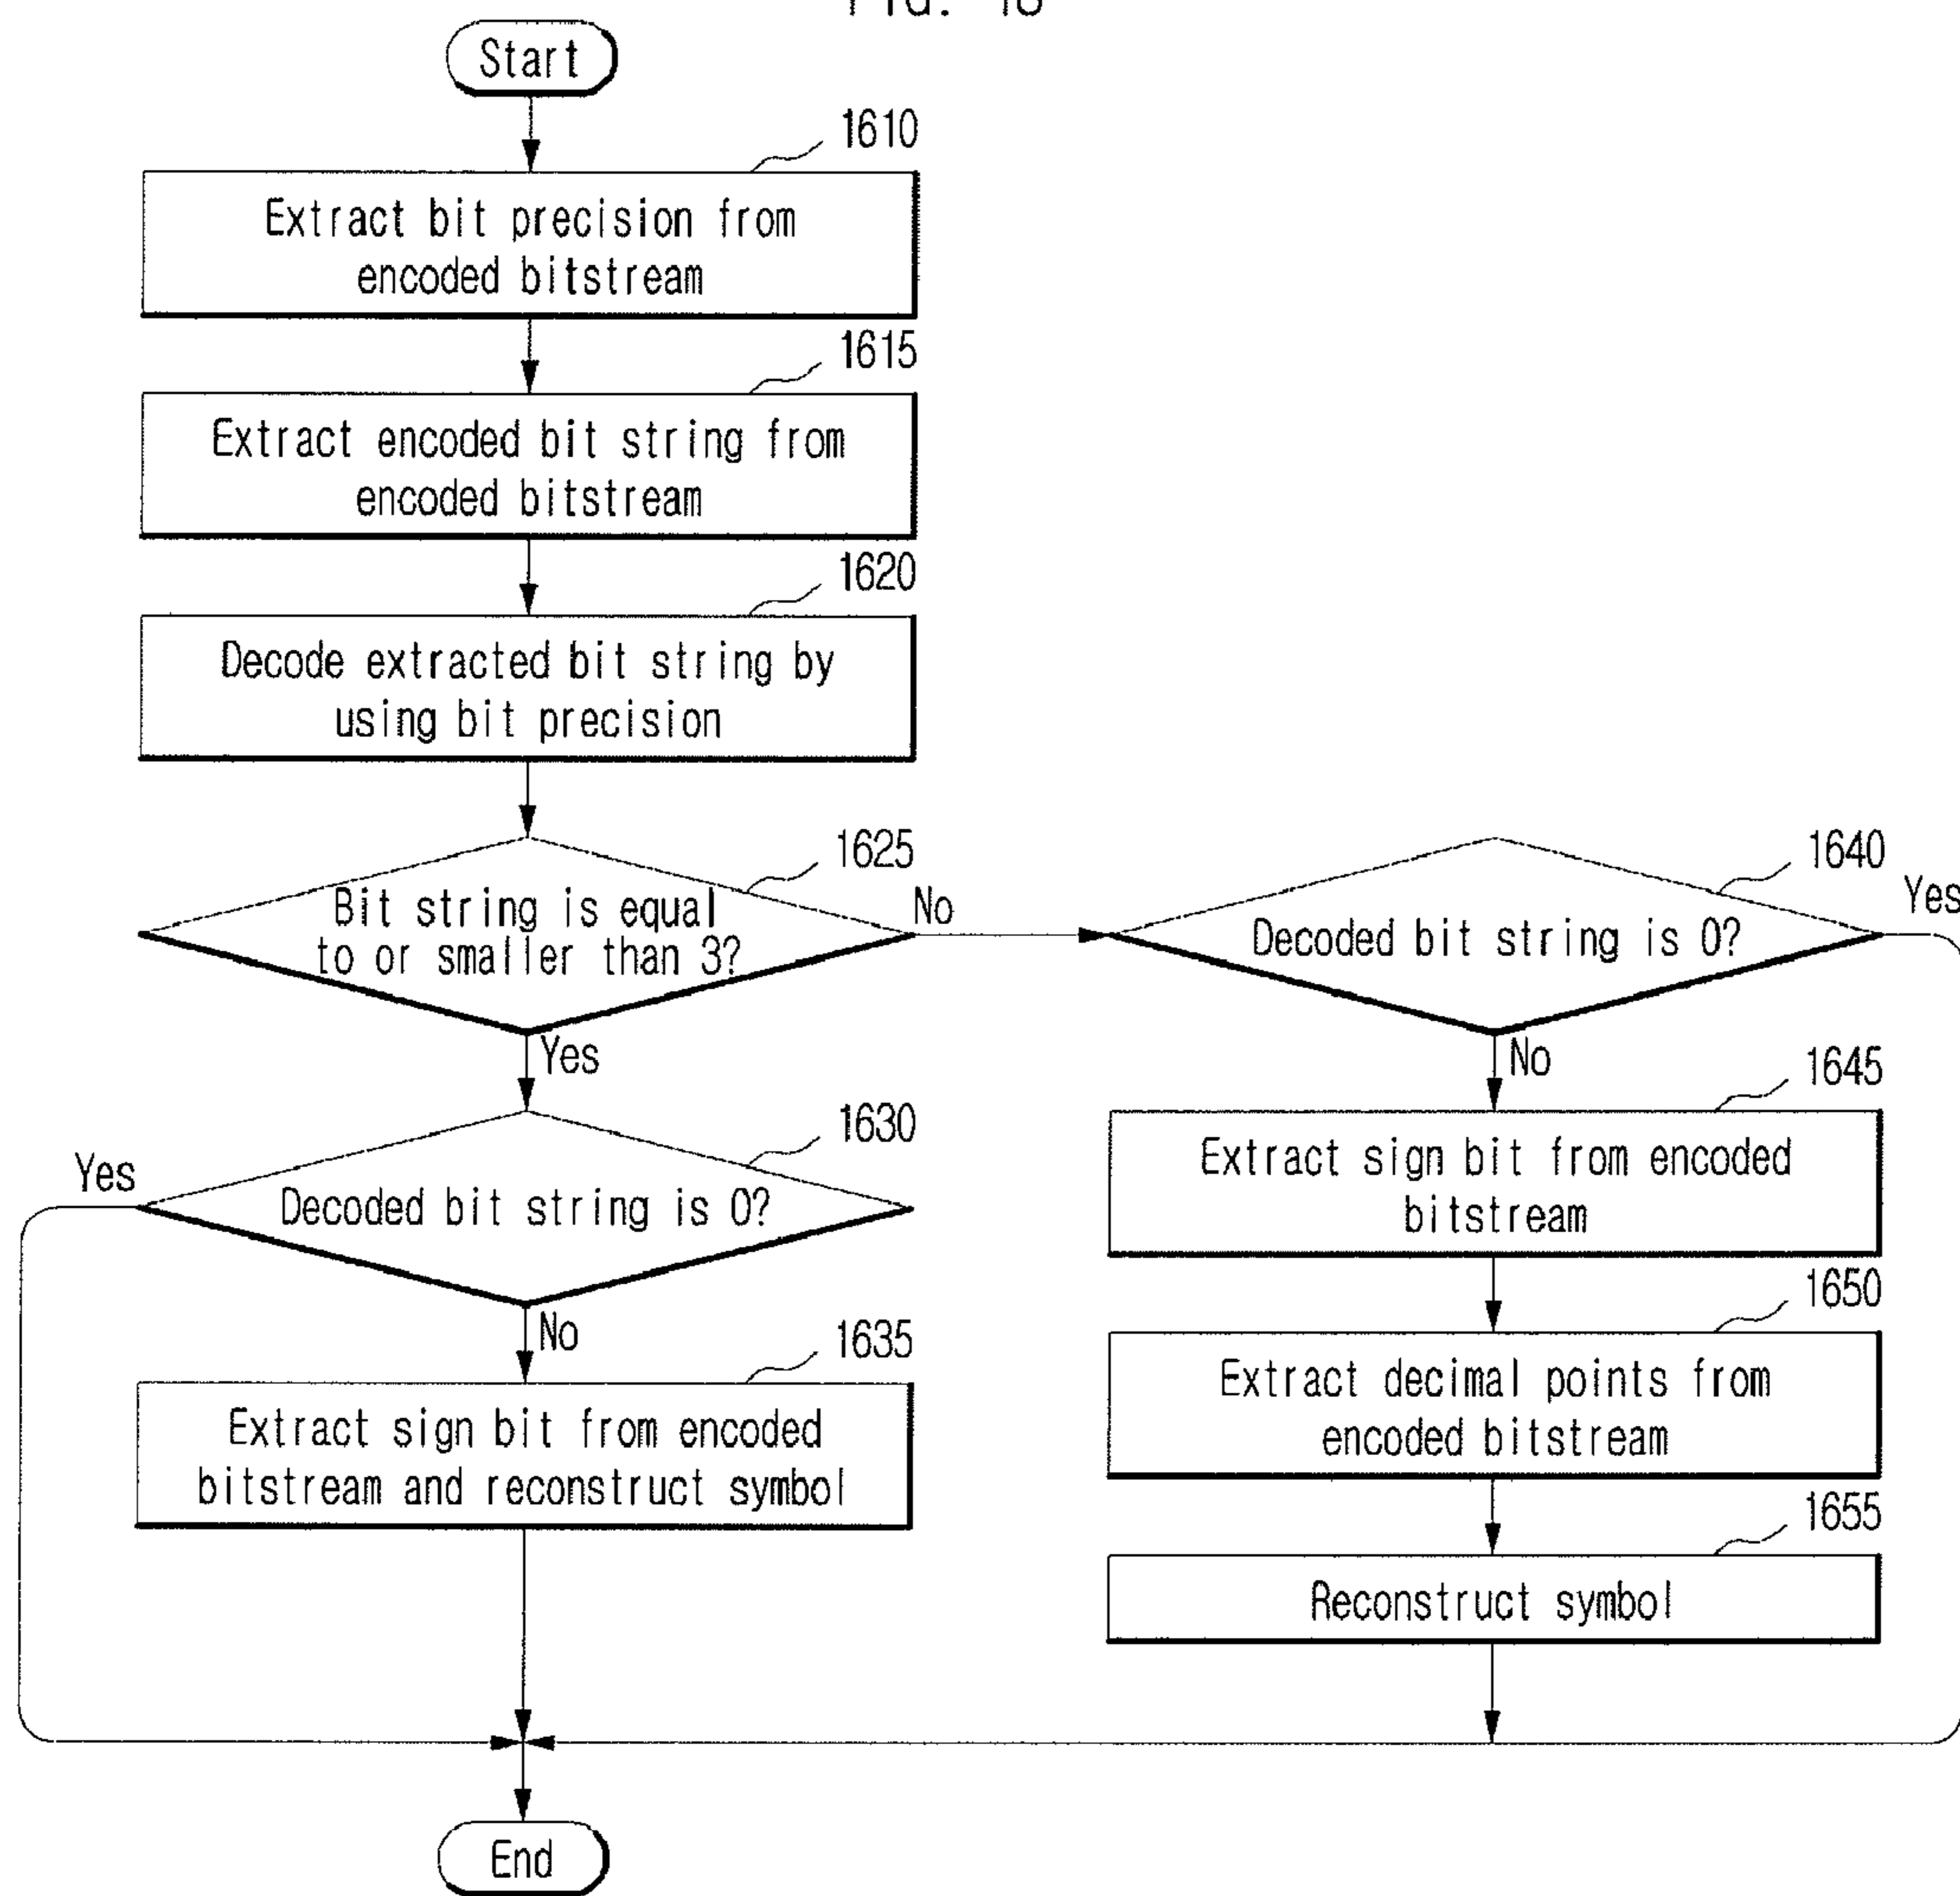 Start
1610
Extract bit precision from
encoded bitstream
1615
Extract encoded bit string from
encoded bitstream
1620
Decode extracted bit string by
using bit precision
1625
Bit string is equal
to or smaller than 3?
No
Yes
1640
Decoded bit string is 0?
Yes
No
1630
Decoded bit string is 0?
Yes
No
1635
Extract sign bit from encoded
bitstream and reconstruct symbol
1645
Extract sign bit from encoded
bitstream
1650
Extract decimal points from
encoded bitstream
1655
Reconstruct symbol
End